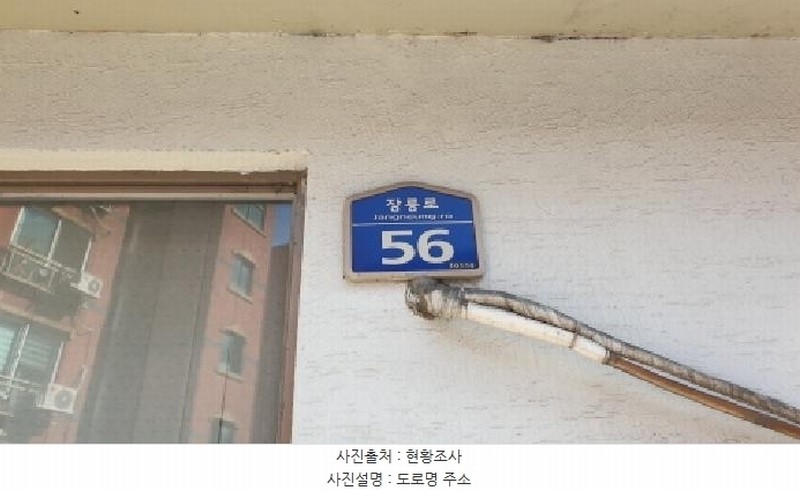 장릉로
Jangneung-ro
56
사진출처 : 현황조사
사진설명 : 도로명 주소